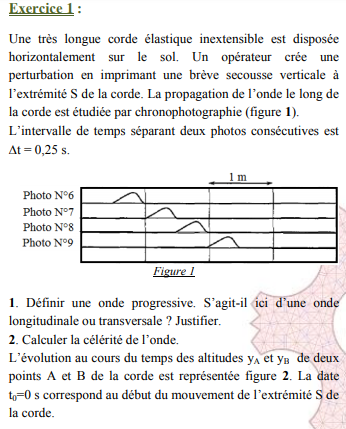 Exercice 1 :
Une très longue corde élastique inextensible est disposée
horizontalement sur le sol. Un opérateur crée une
perturbation en imprimant une brève secousse verticale à
l'extrémité S de la corde. La propagation de l'onde le long de
la corde est étudiée par chronophotographie (figure 1).
L'intervalle de temps séparant deux photos consécutives est
Δt = 0,25 s.
1 m
Photo N°6
Photo N°7
Photo N°8
Photo N°9
Figure 1
1. Définir une onde progressive. S'agit-il ici d'une onde
longitudinale ou transversale ? Justifier.
2. Calculer la célérité de l'onde.
L'évolution au cours du temps des altitudes yA et yB de deux
points A et B de la corde est représentée figure 2. La date
t0=0 s correspond au début du mouvement de l'extrémité S de
la corde.